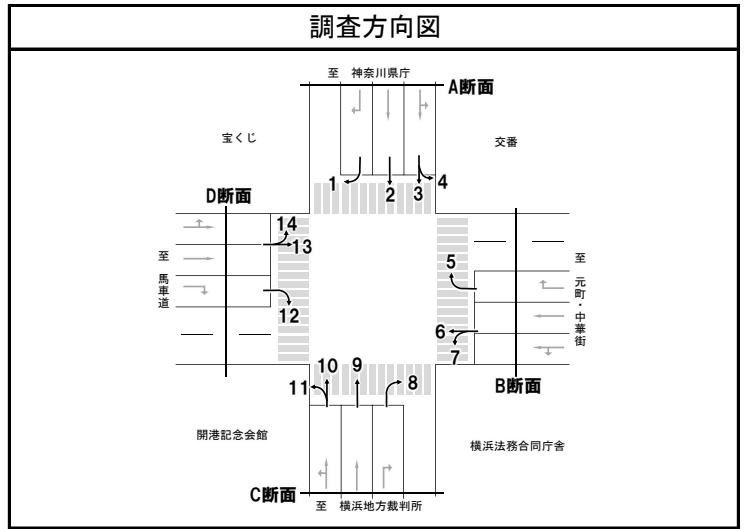 調査方向図
至 神奈川県庁
A断面
宝くじ
交番
D断面
1
2
3
4
14
13
5
至 馬車道
至 元町・中華街
12
6
7
10
9
11
8
B断面
開港記念会館
横浜法務合同庁舎
C断面
至 横浜地方裁判所